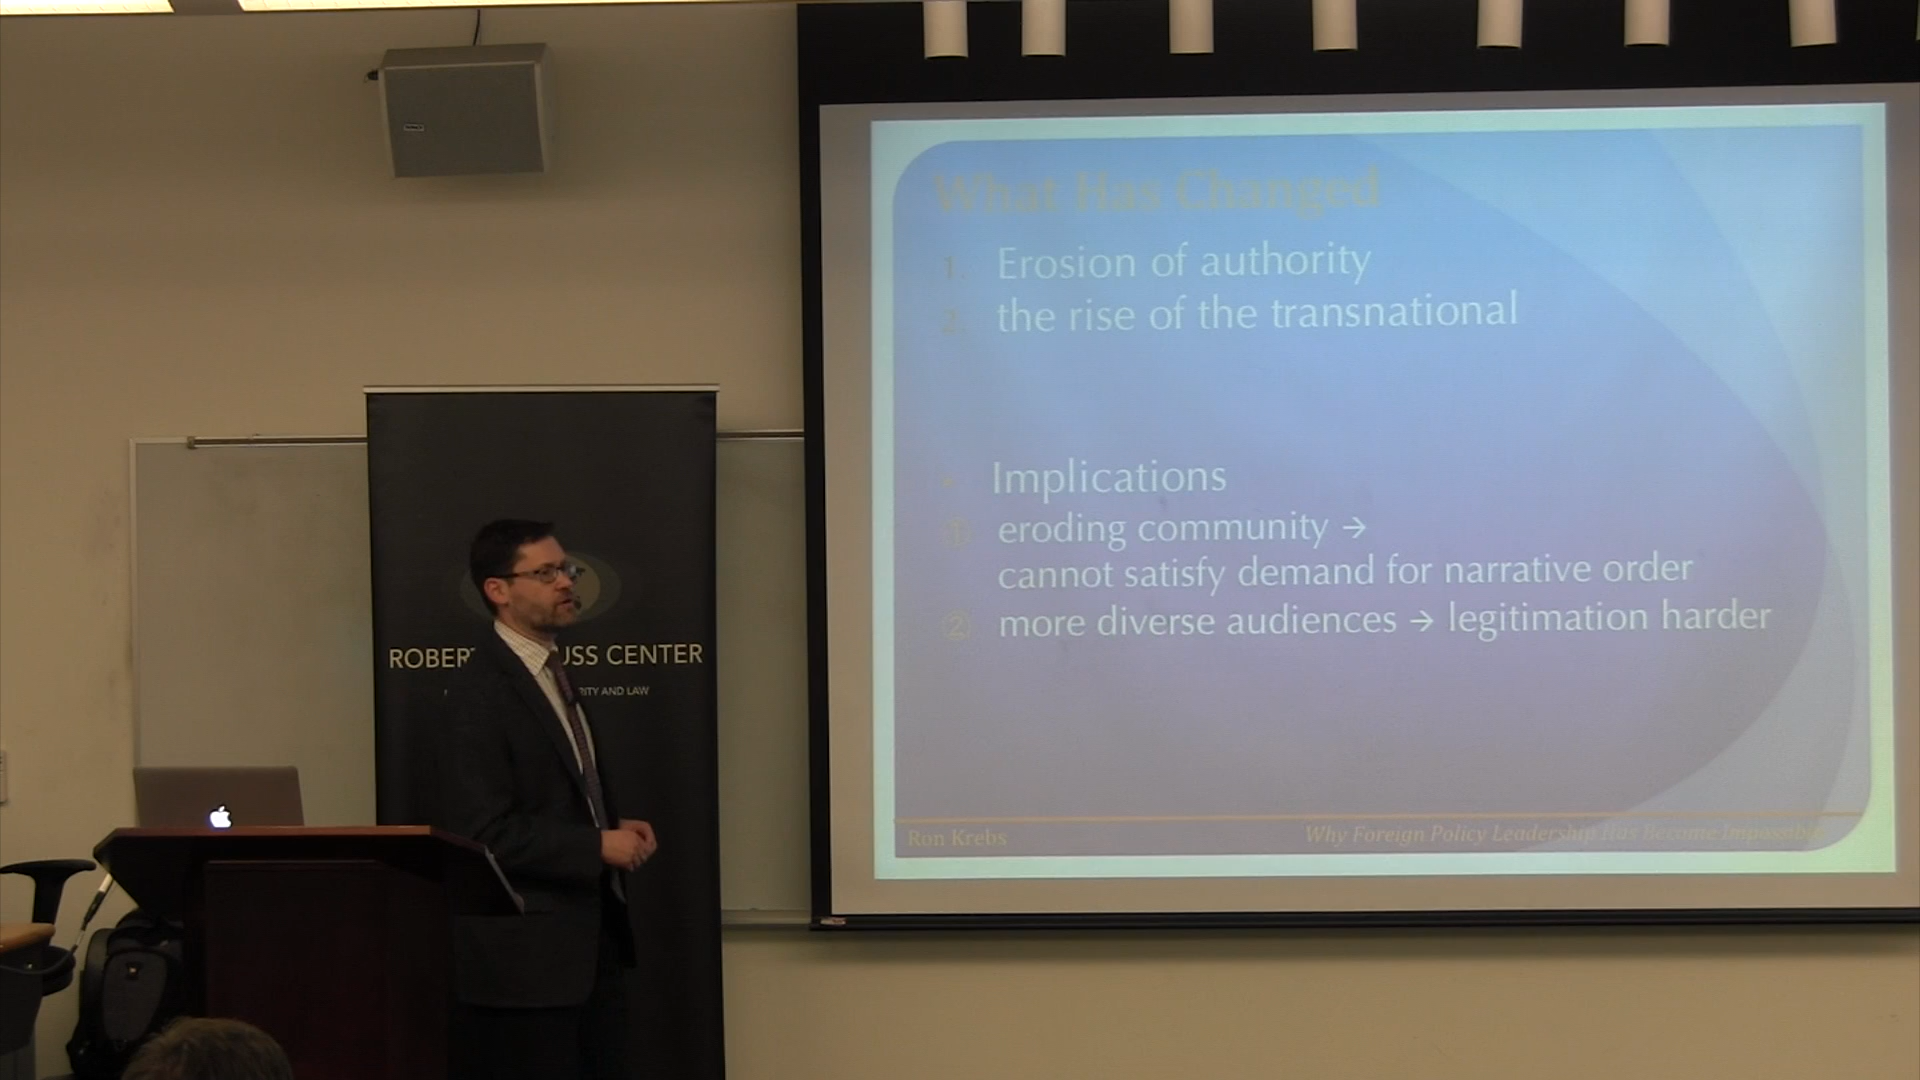 What Has Changed
1. Erosion of authority
2. the rise of the transnational
Implications
① eroding community →
cannot satisfy demand for narrative order
② more diverse audiences → legitimation harder
Ron Krebs
Why Foreign Policy Leadership Has Become Impossible
ROBER USS CENTER
RITY AND LAW